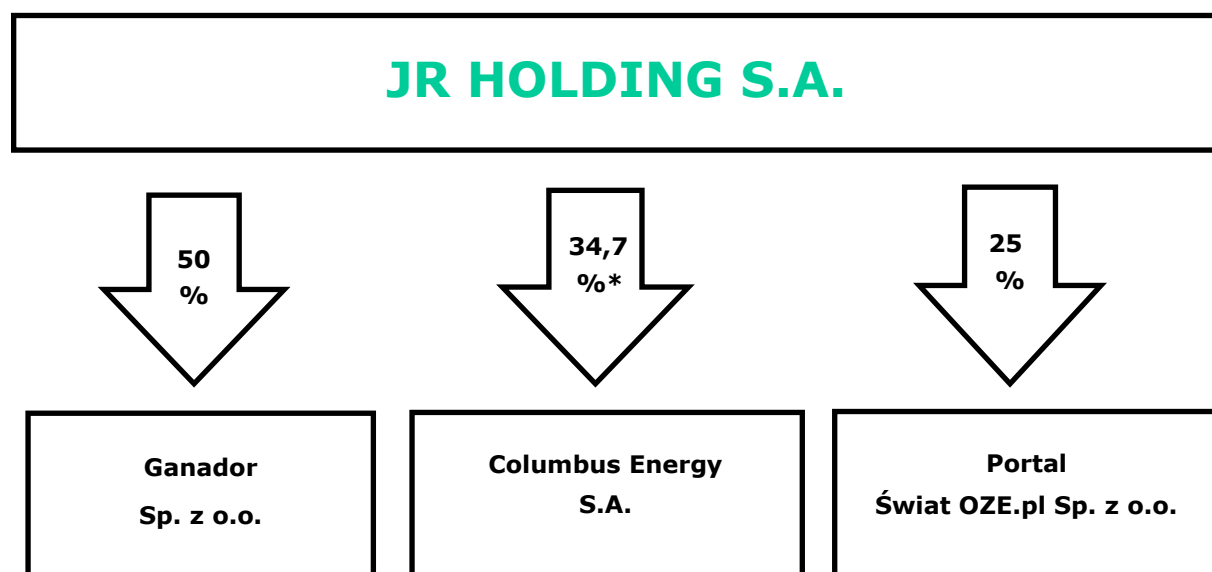 JR HOLDING S.A.
50
%
34,7
%*
25
%
Ganador
Sp. z o.o.
Columbus Energy
S.A.
Portal
Świat OZE.pl Sp. z o.o.